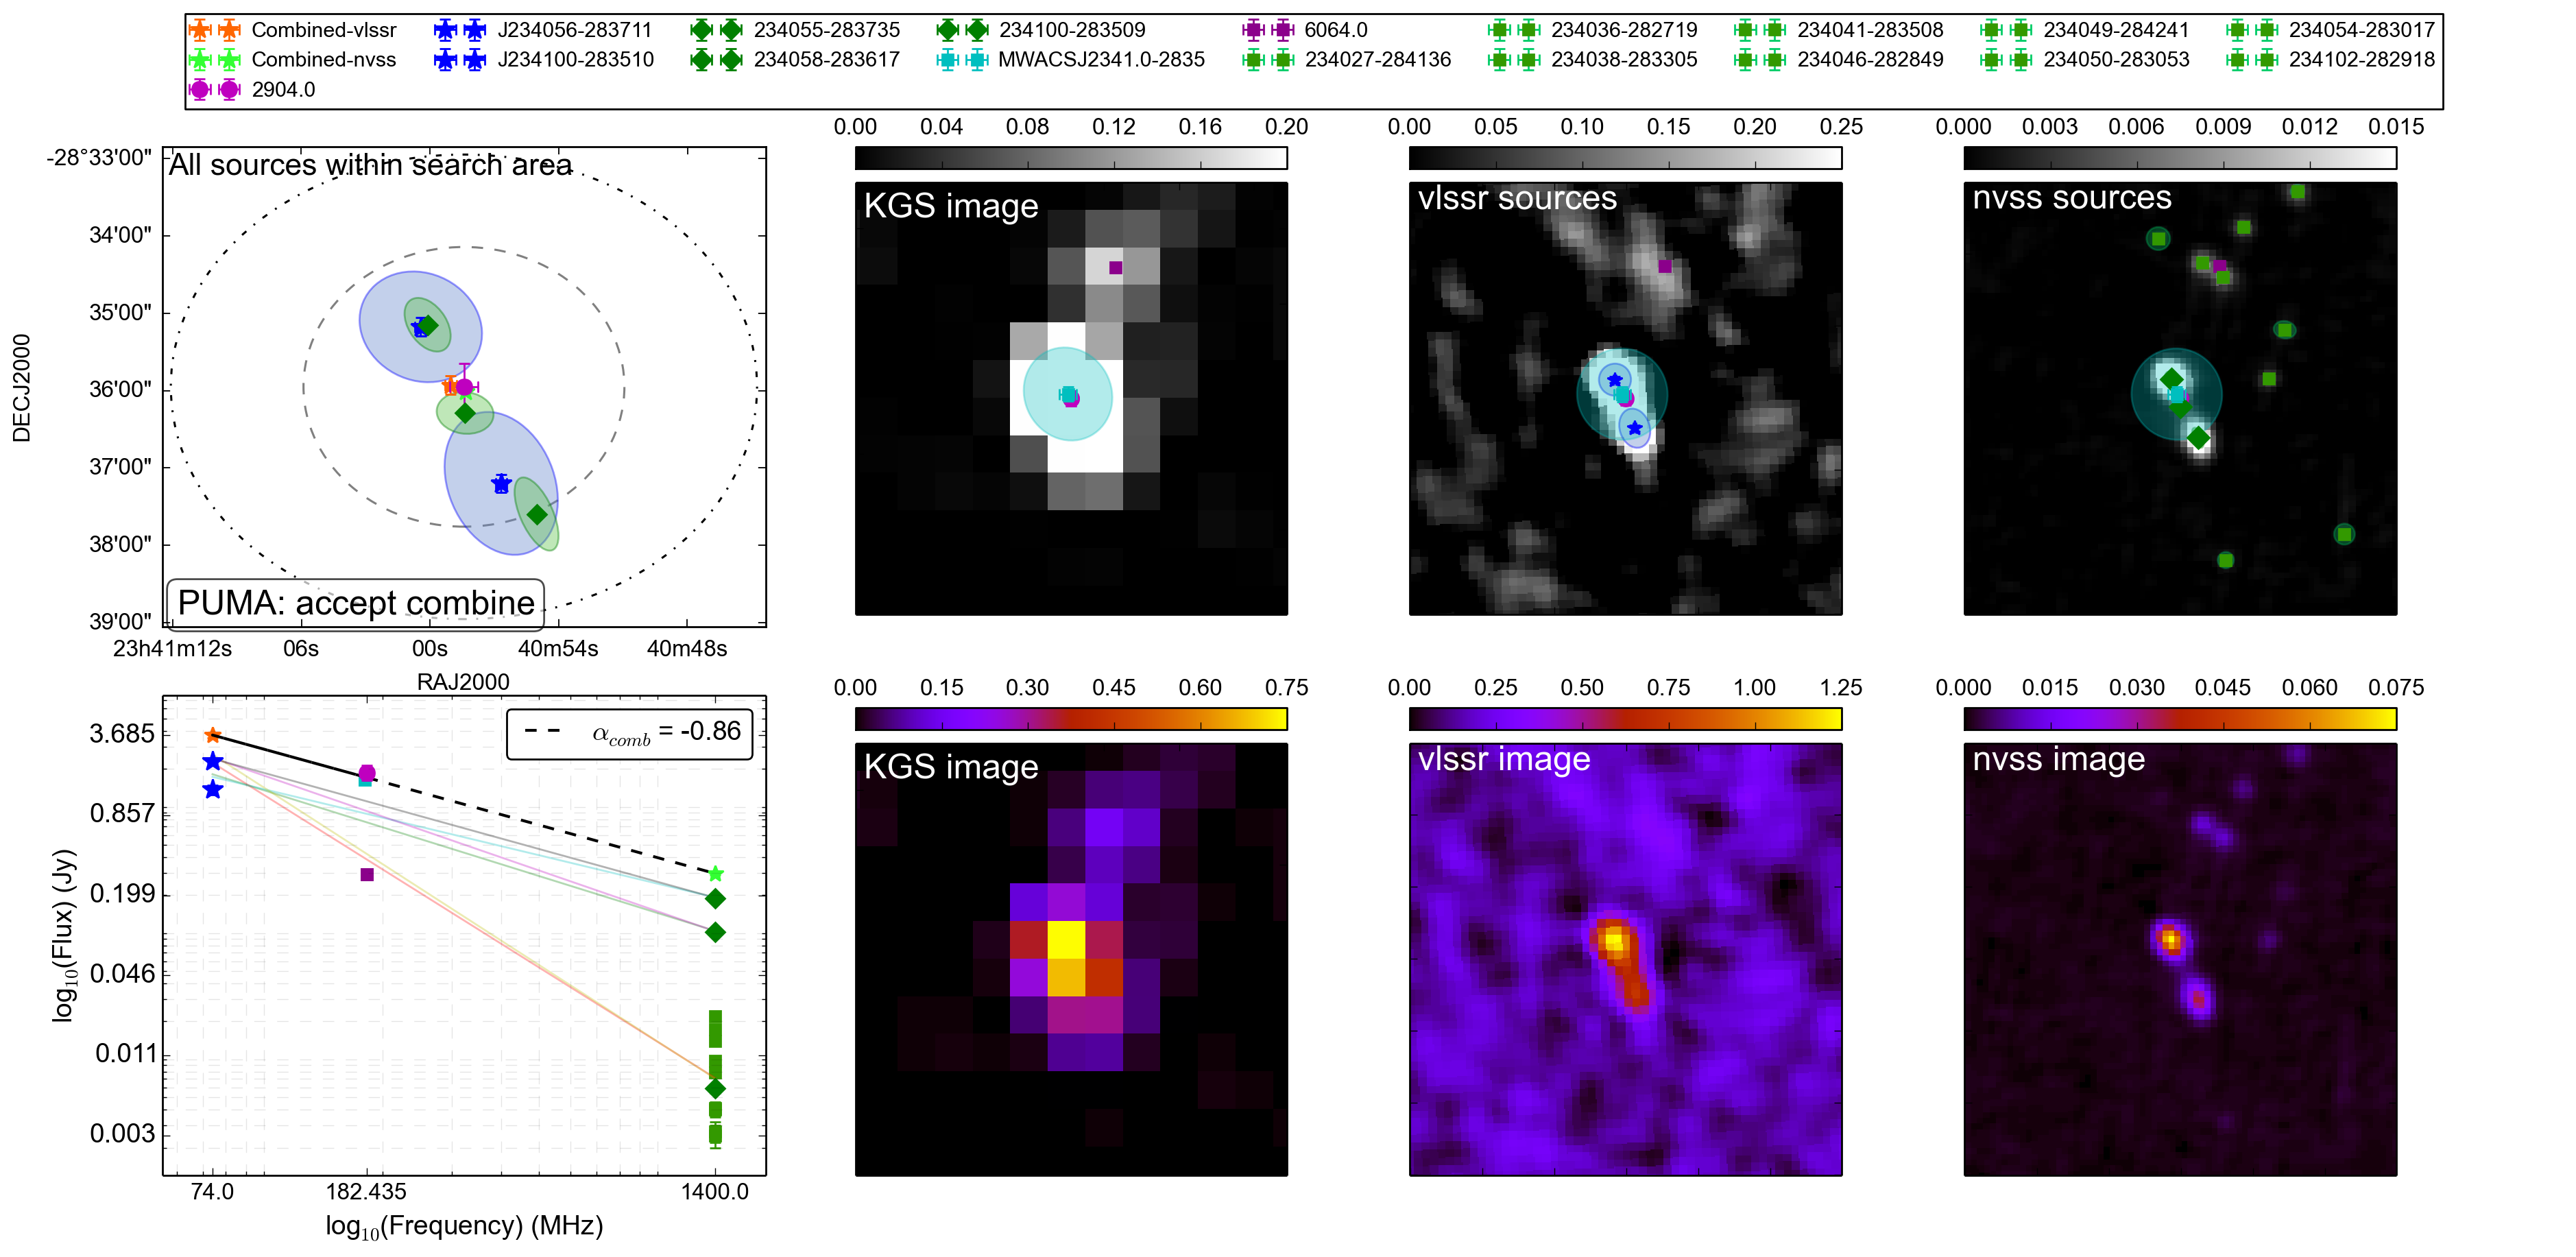 Combined-vlssr J234056-283711 234055-283735 234100-283509 6064.0 234036-282719 234041-283508 234049-284241 234054-283017
Combined-nvss J234100-283510 234058-283617 MWACSJ2341.0-2835 234027-284136 234038-283305 234046-282849 234050-283053 234102-282918
2904.0
0.00 0.04 0.08 0.12 0.16 0.20
0.00 0.05 0.10 0.15 0.20 0.25
0.000 0.003 0.006 0.009 0.012 0.015
All sources within search area
-28°33'00"
34'00"
35'00"
36'00"
37'00"
38'00"
39'00"
DECJ2000
PUMA: accept combine
23h41m12s 06s 00s 40m54s 40m48s
RAJ2000
KGS image
vlssr sources
nvss sources
α_comb = -0.86
3.685
0.857
0.199
0.046
0.011
0.003
log10(Flux) (Jy)
74.0 182.435 1400.0
log10(Frequency) (MHz)
0.00 0.15 0.30 0.45 0.60 0.75
0.00 0.25 0.50 0.75 1.00 1.25
0.000 0.015 0.030 0.045 0.060 0.075
KGS image
vlssr image
nvss image